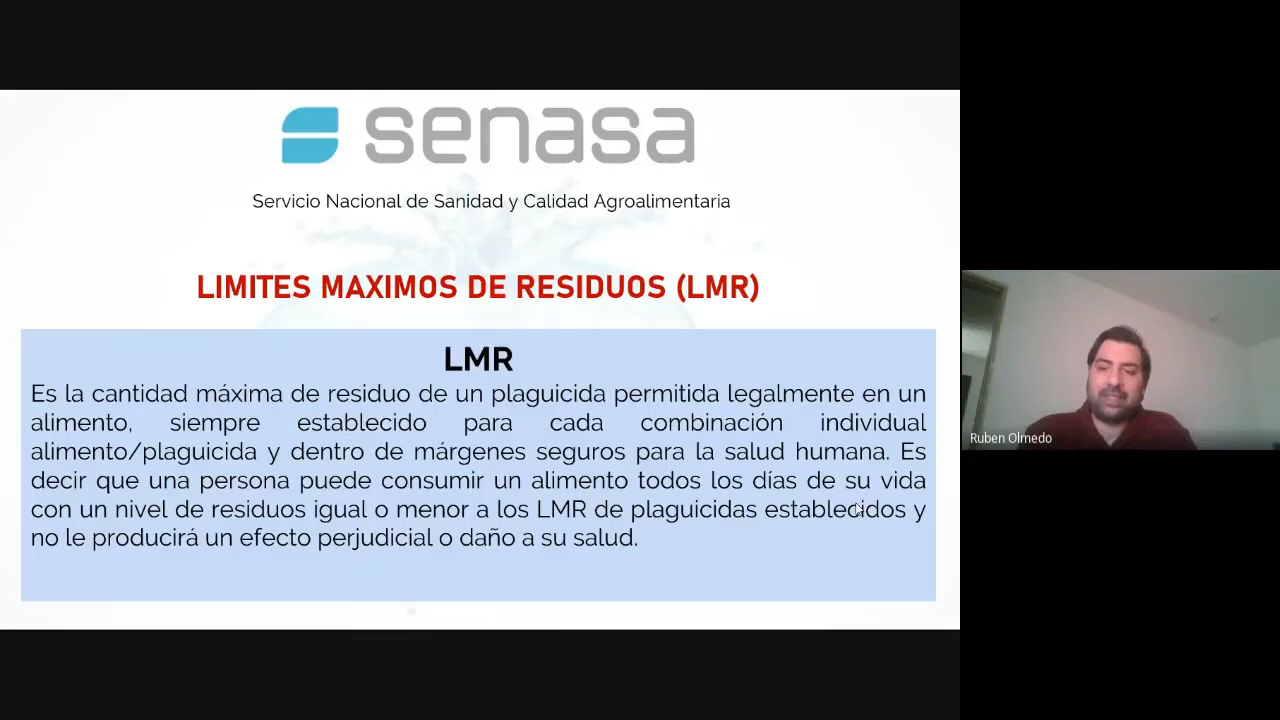 senasa
Servicio Nacional de Sanidad y Calidad Agroalimentaria
LIMITES MAXIMOS DE RESIDUOS (LMR)
LMR
Es la cantidad máxima de residuo de un plaguicida permitida legalmente en un
alimento, siempre establecido para cada combinación individual
alimento/plaguicida y dentro de márgenes seguros para la salud humana. Es
decir que una persona puede consumir un alimento todos los días de su vida
con un nivel de residuos igual o menor a los LMR de plaguicidas establecidos y
no le producirá un efecto perjudicial o daño a su salud.
Ruben Olmedo